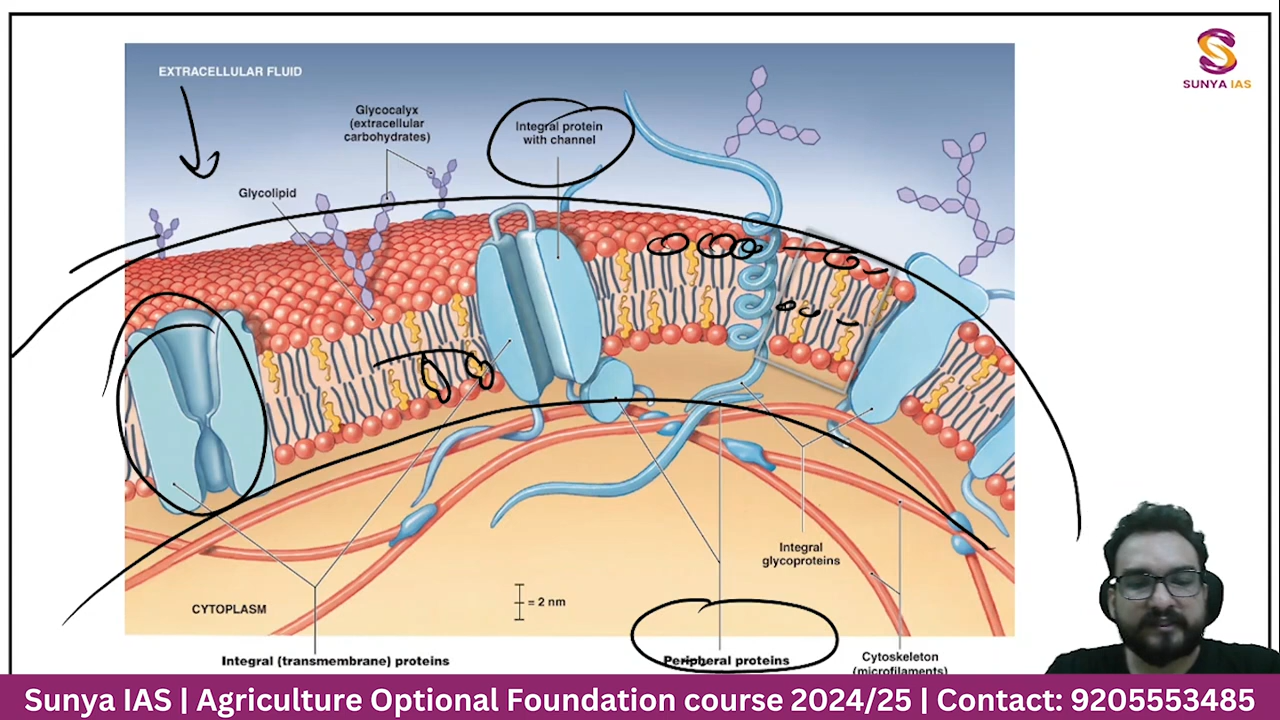 EXTRACELLULAR FLUID
SUNYA IAS
Glycocalyx
(extracellular
carbohydrates)
Integral protein
with channel
Glycolipid
Integral
glycoproteins
CYTOPLASM
= 2 nm
Integral (transmembrane) proteins
Peripheral proteins
Cytoskeleton
(microfilaments)
Sunya IAS | Agriculture Optional Foundation course 2024/25 | Contact: 9205553485